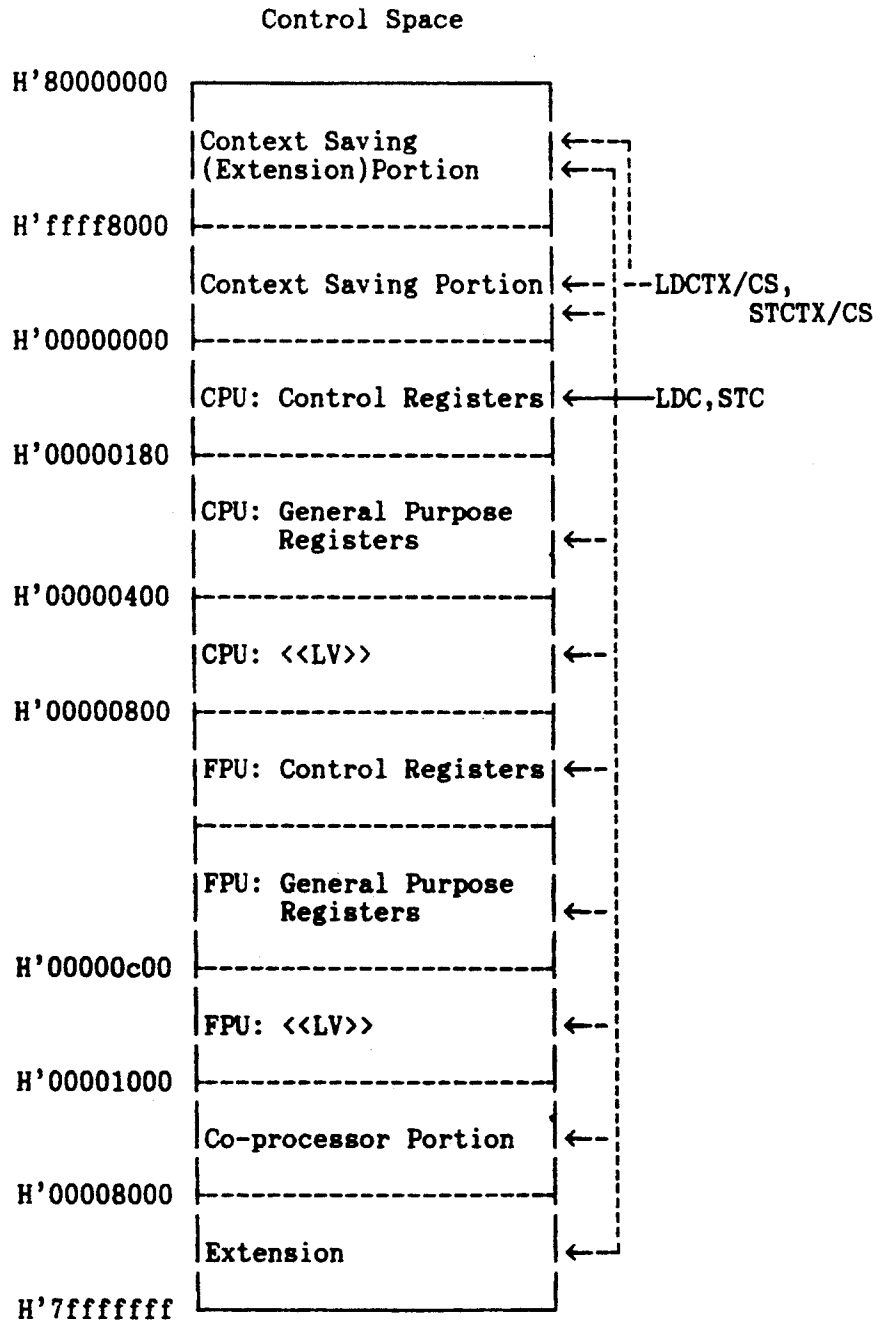 Control Space
H'80000000
Context Saving
(Extension)Portion
H'ffff8000
Context Saving Portion
LDCTX/CS,
STCTX/CS
H'00000000
CPU: Control Registers
LDC,STC
H'00000180
CPU: General Purpose
Registers
H'00000400
CPU: <<LV>>
H'00000800
FPU: Control Registers
FPU: General Purpose
Registers
H'00000c00
FPU: <<LV>>
H'00001000
Co-processor Portion
H'00008000
Extension
H'7fffffff